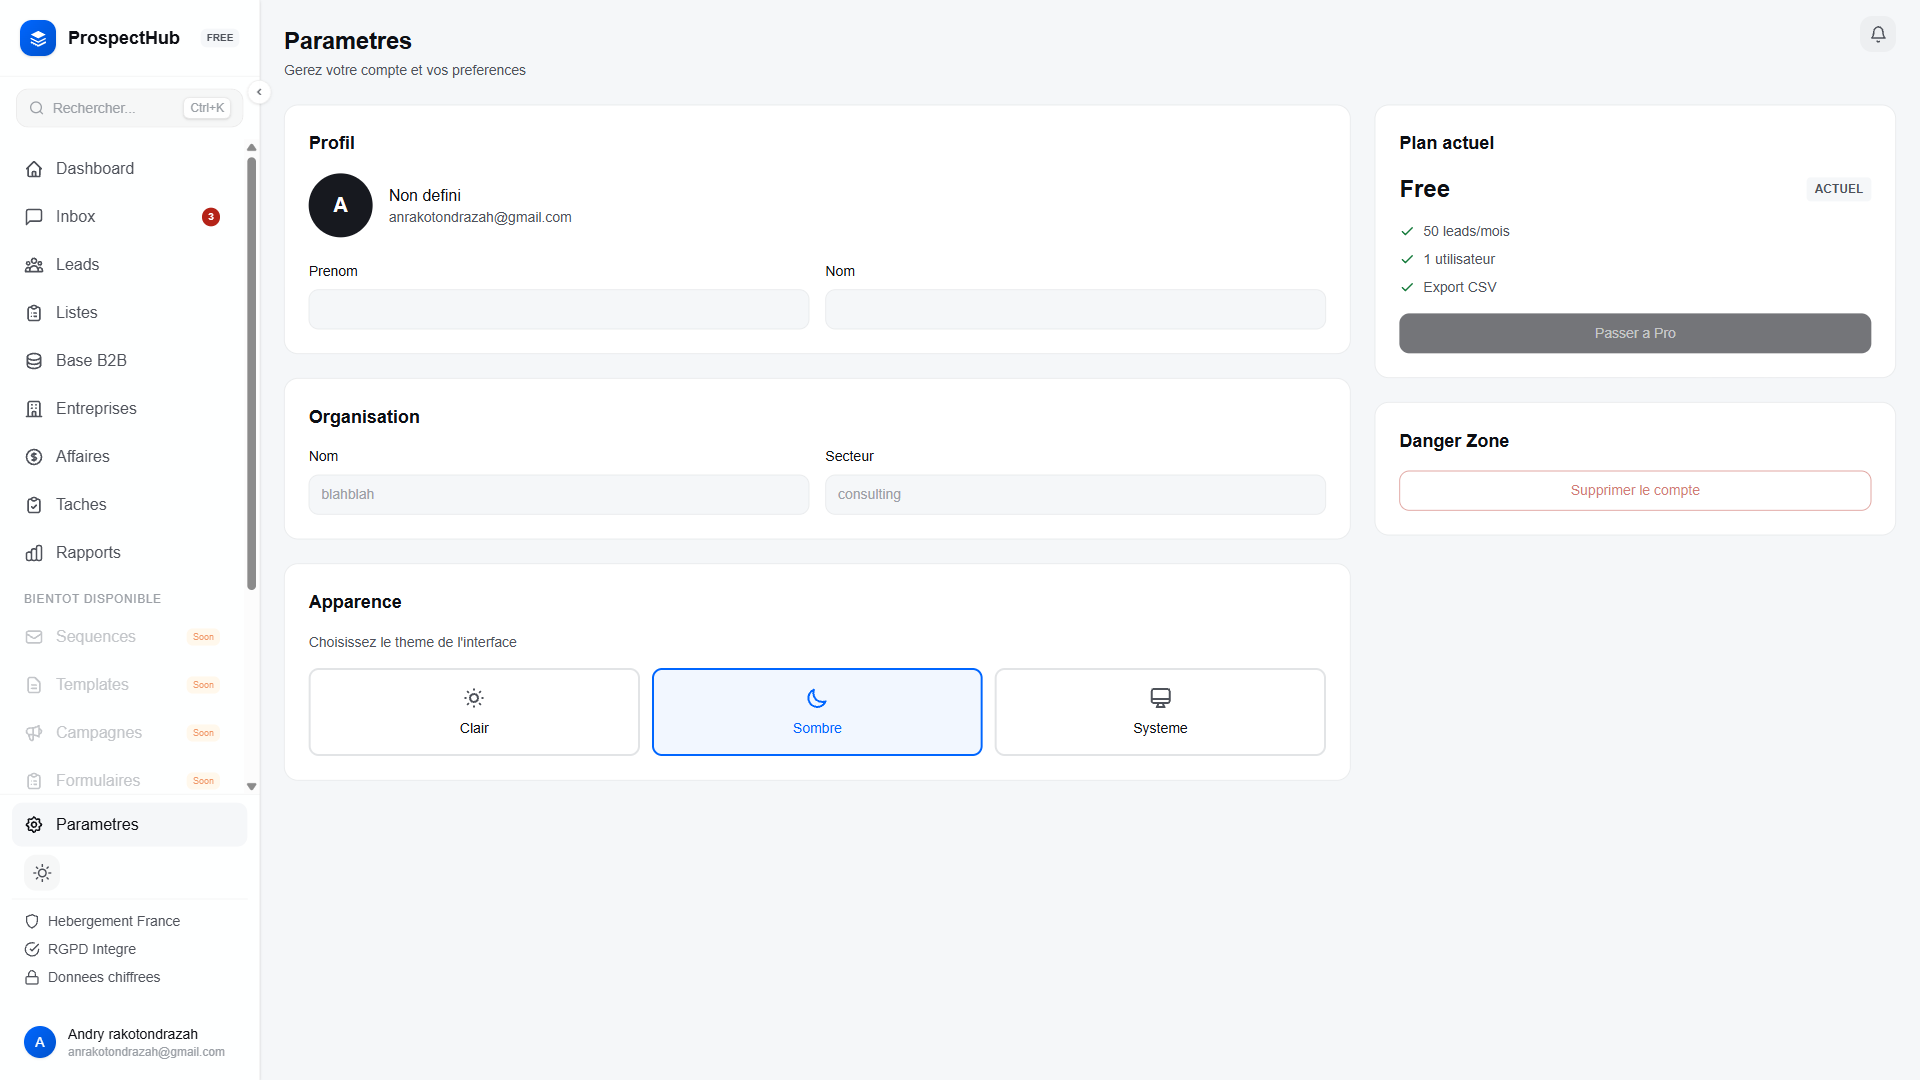 ProspectHub FREE
Rechercher... Ctrl+K
Dashboard
Inbox 3
Leads
Listes
Base B2B
Entreprises
Affaires
Taches
Rapports
BIENTOT DISPONIBLE
Sequences Soon
Templates Soon
Campagnes Soon
Formulaires Soon
Parametres
Hebergement France
RGPD Integre
Donnees chiffrees
A
Andry rakotondrazah
anrakotondrazah@gmail.com
Parametres
Gerez votre compte et vos preferences
Profil
A
Non defini
anrakotondrazah@gmail.com
Prenom Nom
Organisation
Nom Secteur
blahblah consulting
Apparence
Choisissez le theme de l'interface
Clair Sombre Systeme
Plan actuel
Free ACTUEL
50 leads/mois
1 utilisateur
Export CSV
Passer a Pro
Danger Zone
Supprimer le compte